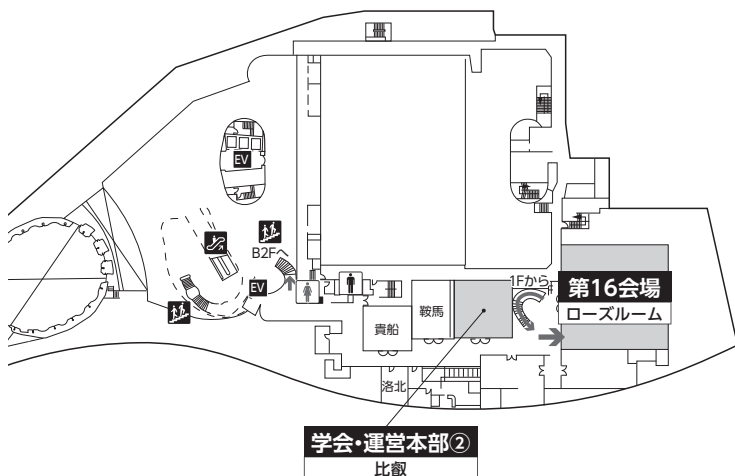 EV
B2Fへ
EV
1Fから
第16会場
ローズルーム
鞍馬
貴船
洛北
学会・運営本部②
比叡